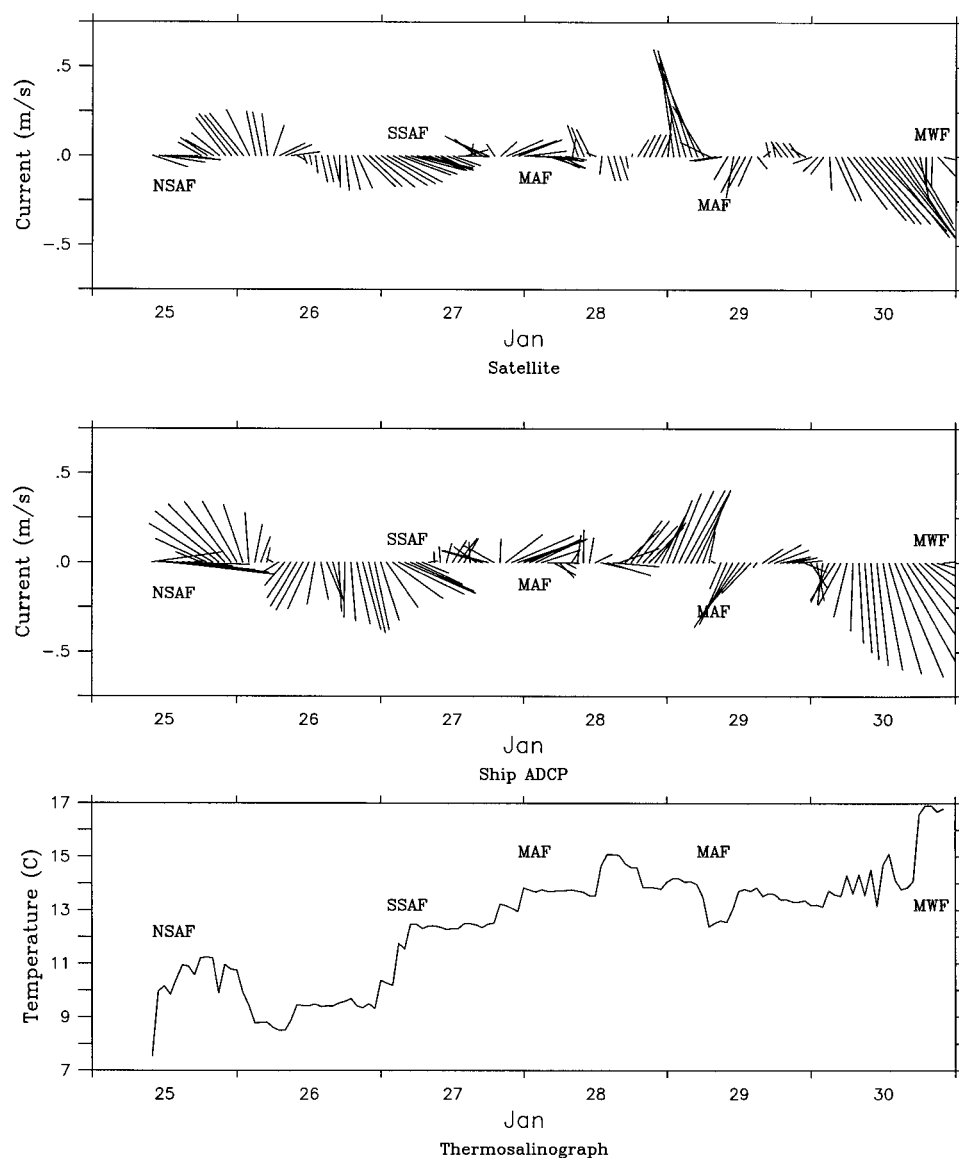 Current (m/s)
.5
.0
-.5
NSAF
SSAF
MAF
MAF
MWF
25 26 27 28 29 30
Jan
Satellite
Current (m/s)
.5
.0
-.5
NSAF
SSAF
MAF
MAF
MWF
25 26 27 28 29 30
Jan
Ship ADCP
Temperature (C)
17
15
13
11
9
7
NSAF
SSAF
MAF
MAF
MWF
25 26 27 28 29 30
Jan
Thermosalinograph